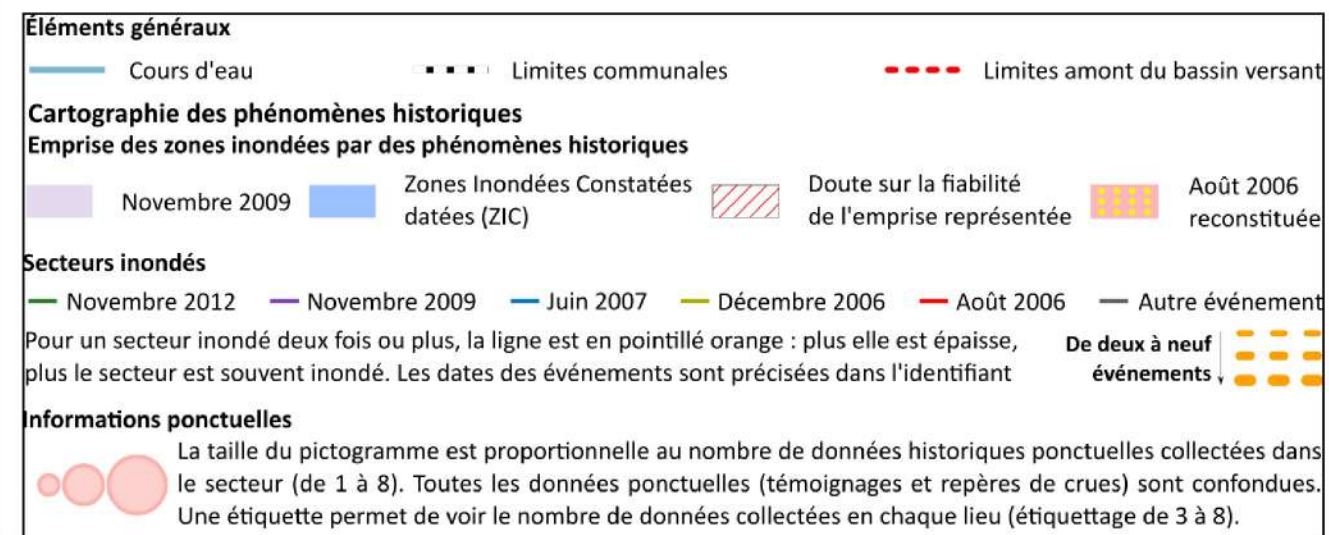 Éléments généraux
Cours d'eau Limites communales Limites amont du bassin versant
Cartographie des phénomènes historiques
Emprise des zones inondées par des phénomènes historiques
Novembre 2009
Zones Inondées Constatées
datées (ZIC)
Doute sur la fiabilité
de l'emprise représentée
Août 2006
reconstituée
Secteurs inondés
Novembre 2012 Novembre 2009 Juin 2007 Décembre 2006 Août 2006 Autre événement
Pour un secteur inondé deux fois ou plus, la ligne est en pointillé orange : plus elle est épaisse,
plus le secteur est souvent inondé. Les dates des événements sont précisées dans l'identifiant
De deux à neuf
événements
Informations ponctuelles
La taille du pictogramme est proportionnelle au nombre de données historiques ponctuelles collectées dans
le secteur (de 1 à 8). Toutes les données ponctuelles (témoignages et repères de crues) sont confondues.
Une étiquette permet de voir le nombre de données collectées en chaque lieu (étiquettage de 3 à 8).